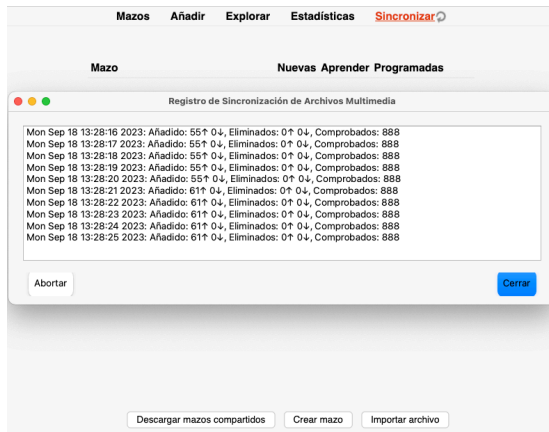 Mazos Añadir Explorar Estadísticas Sincronizar
Mazo Nuevas Aprender Programadas
Registro de Sincronización de Archivos Multimedia
Mon Sep 18 13:28:16 2023: Añadido: 55↑ 0↓, Eliminados: 0↑ 0↓, Comprobados: 888
Mon Sep 18 13:28:17 2023: Añadido: 55↑ 0↓, Eliminados: 0↑ 0↓, Comprobados: 888
Mon Sep 18 13:28:18 2023: Añadido: 55↑ 0↓, Eliminados: 0↑ 0↓, Comprobados: 888
Mon Sep 18 13:28:19 2023: Añadido: 55↑ 0↓, Eliminados: 0↑ 0↓, Comprobados: 888
Mon Sep 18 13:28:20 2023: Añadido: 55↑ 0↓, Eliminados: 0↑ 0↓, Comprobados: 888
Mon Sep 18 13:28:21 2023: Añadido: 61↑ 0↓, Eliminados: 0↑ 0↓, Comprobados: 888
Mon Sep 18 13:28:22 2023: Añadido: 61↑ 0↓, Eliminados: 0↑ 0↓, Comprobados: 888
Mon Sep 18 13:28:23 2023: Añadido: 61↑ 0↓, Eliminados: 0↑ 0↓, Comprobados: 888
Mon Sep 18 13:28:24 2023: Añadido: 61↑ 0↓, Eliminados: 0↑ 0↓, Comprobados: 888
Mon Sep 18 13:28:25 2023: Añadido: 61↑ 0↓, Eliminados: 0↑ 0↓, Comprobados: 888
Abortar Cerrar
Descargar mazos compartidos Crear mazo Importar archivo